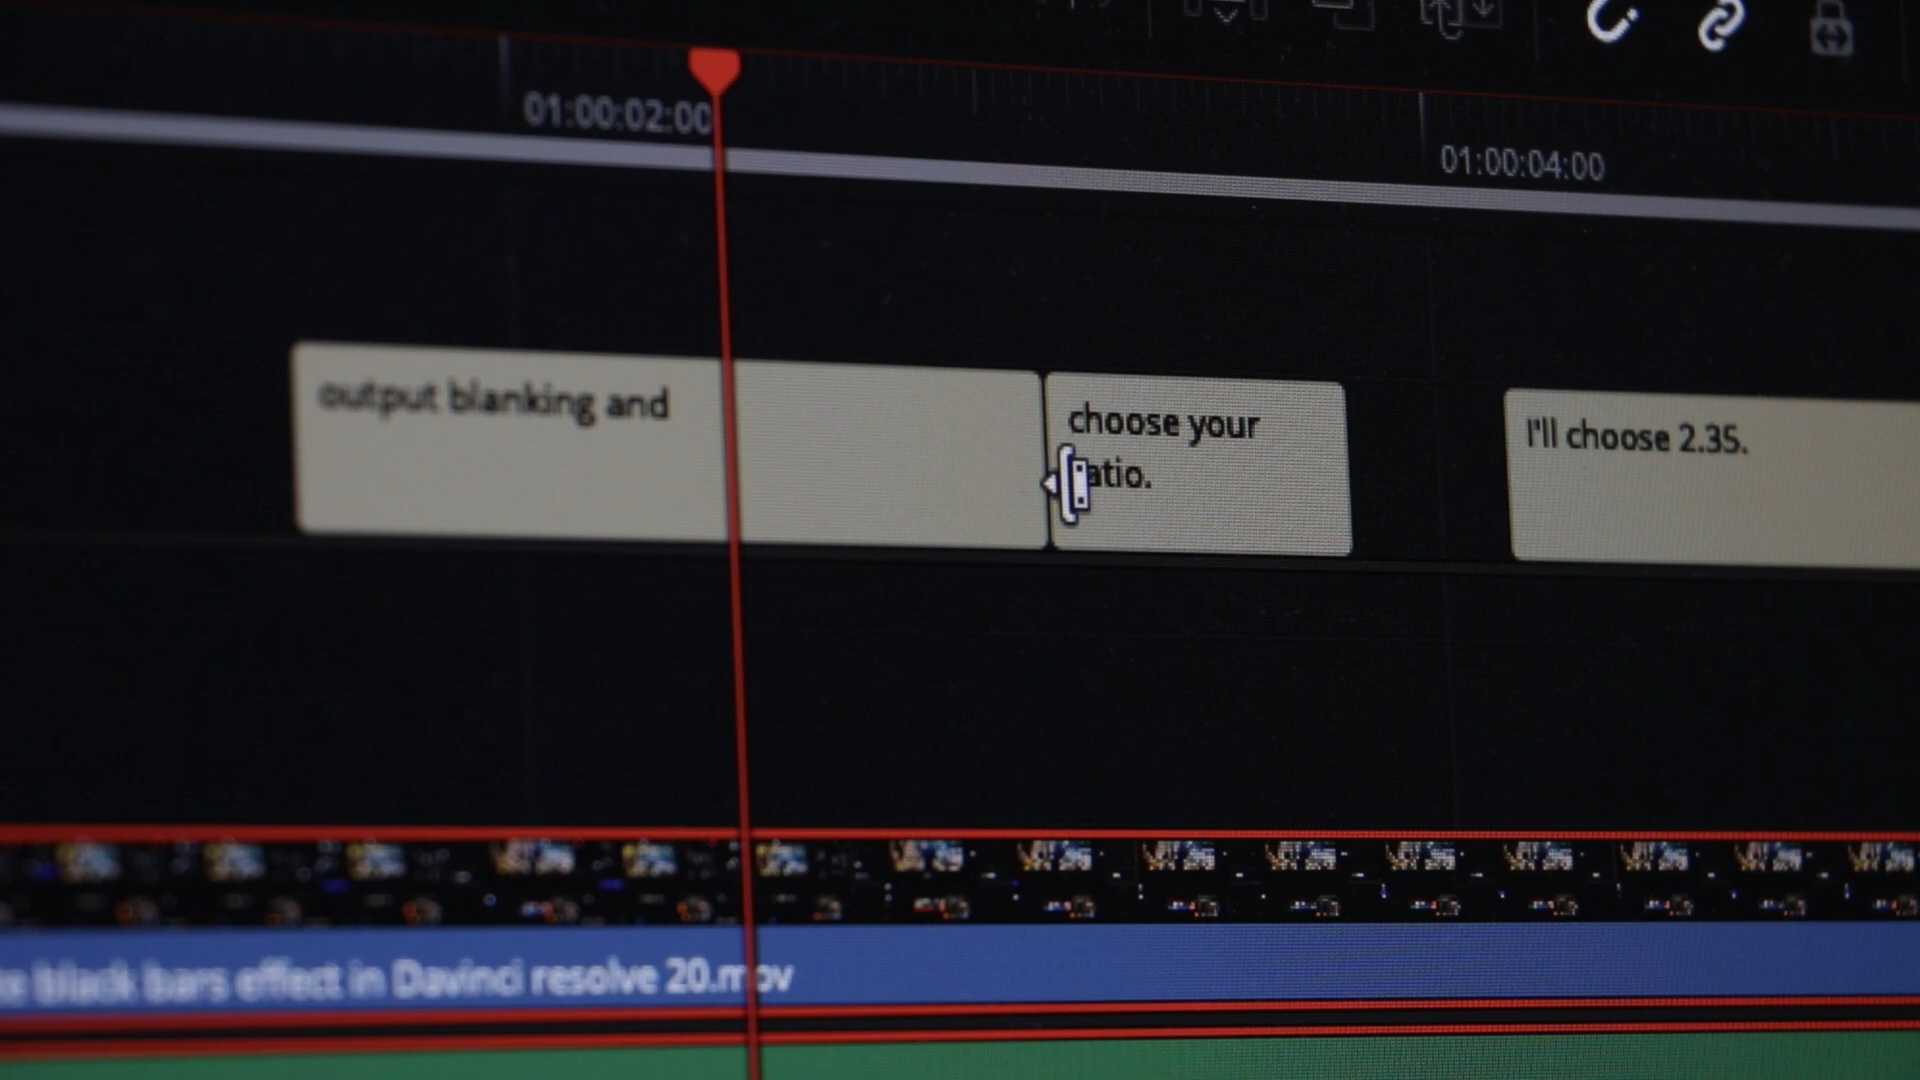 01:00:02:00
01:00:04:00
output blanking and
choose your
atio.
I'll choose 2.35.
black bars effect in Davinci resolve 20.mov